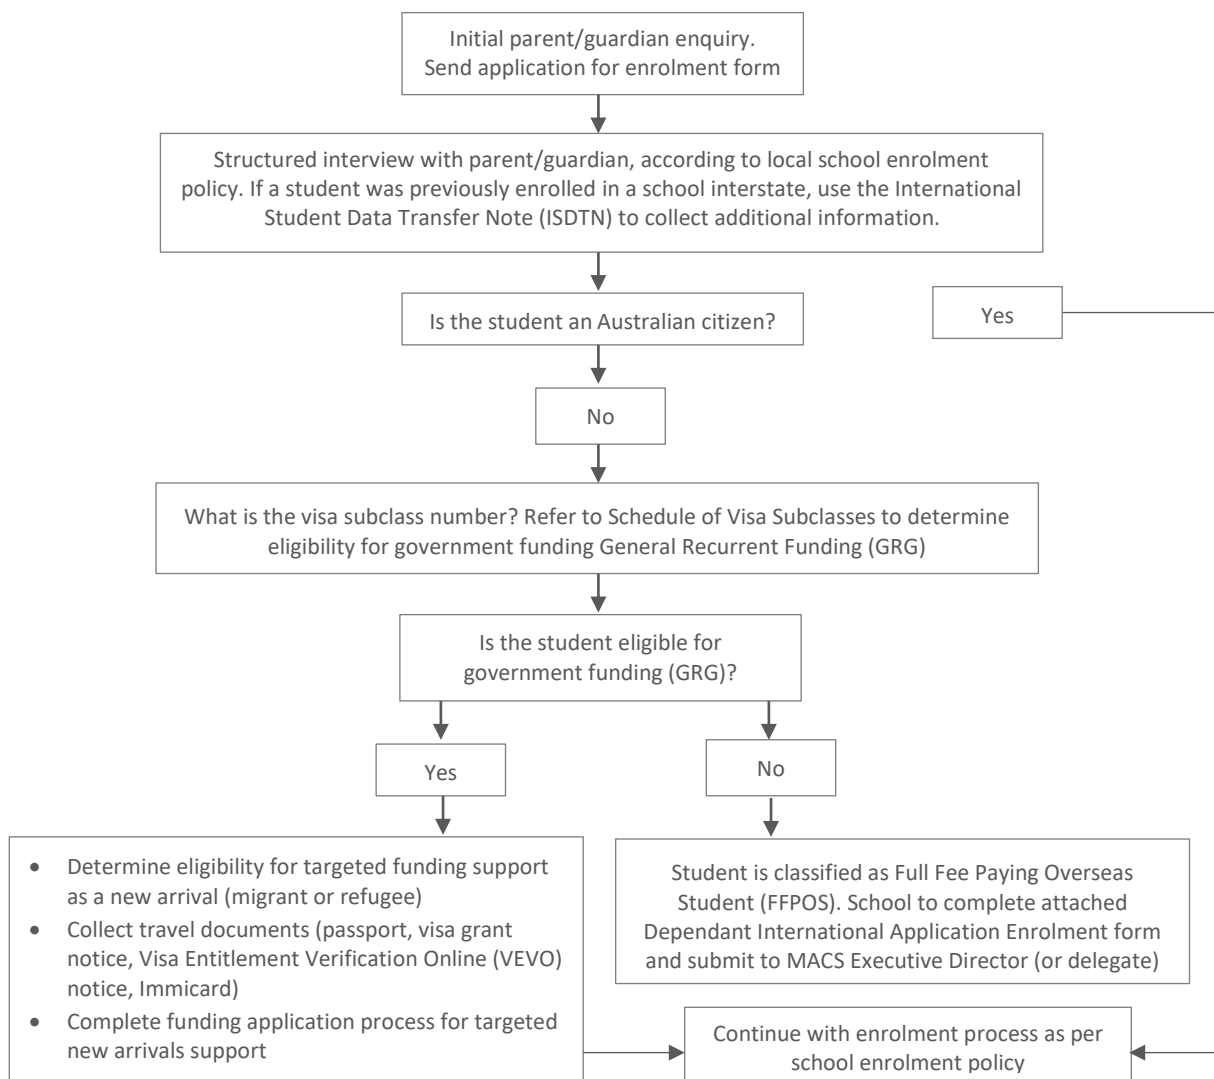 Initial parent/guardian enquiry.
Send application for enrolment form
Structured interview with parent/guardian, according to local school enrolment
policy. If a student was previously enrolled in a school interstate, use the International
Student Data Transfer Note (ISDTN) to collect additional information.
Is the student an Australian citizen?
Yes
No
What is the visa subclass number? Refer to Schedule of Visa Subclasses to determine
eligibility for government funding General Recurrent Funding (GRG)
Is the student eligible for
government funding (GRG)?
Yes
No
• Determine eligibility for targeted funding support
as a new arrival (migrant or refugee)
• Collect travel documents (passport, visa grant
notice, Visa Entitlement Verification Online (VEVO)
notice, Immicard)
• Complete funding application process for targeted
new arrivals support
Student is classified as Full Fee Paying Overseas
Student (FFPOS). School to complete attached
Dependant International Application Enrolment form
and submit to MACS Executive Director (or delegate)
Continue with enrolment process as per
school enrolment policy